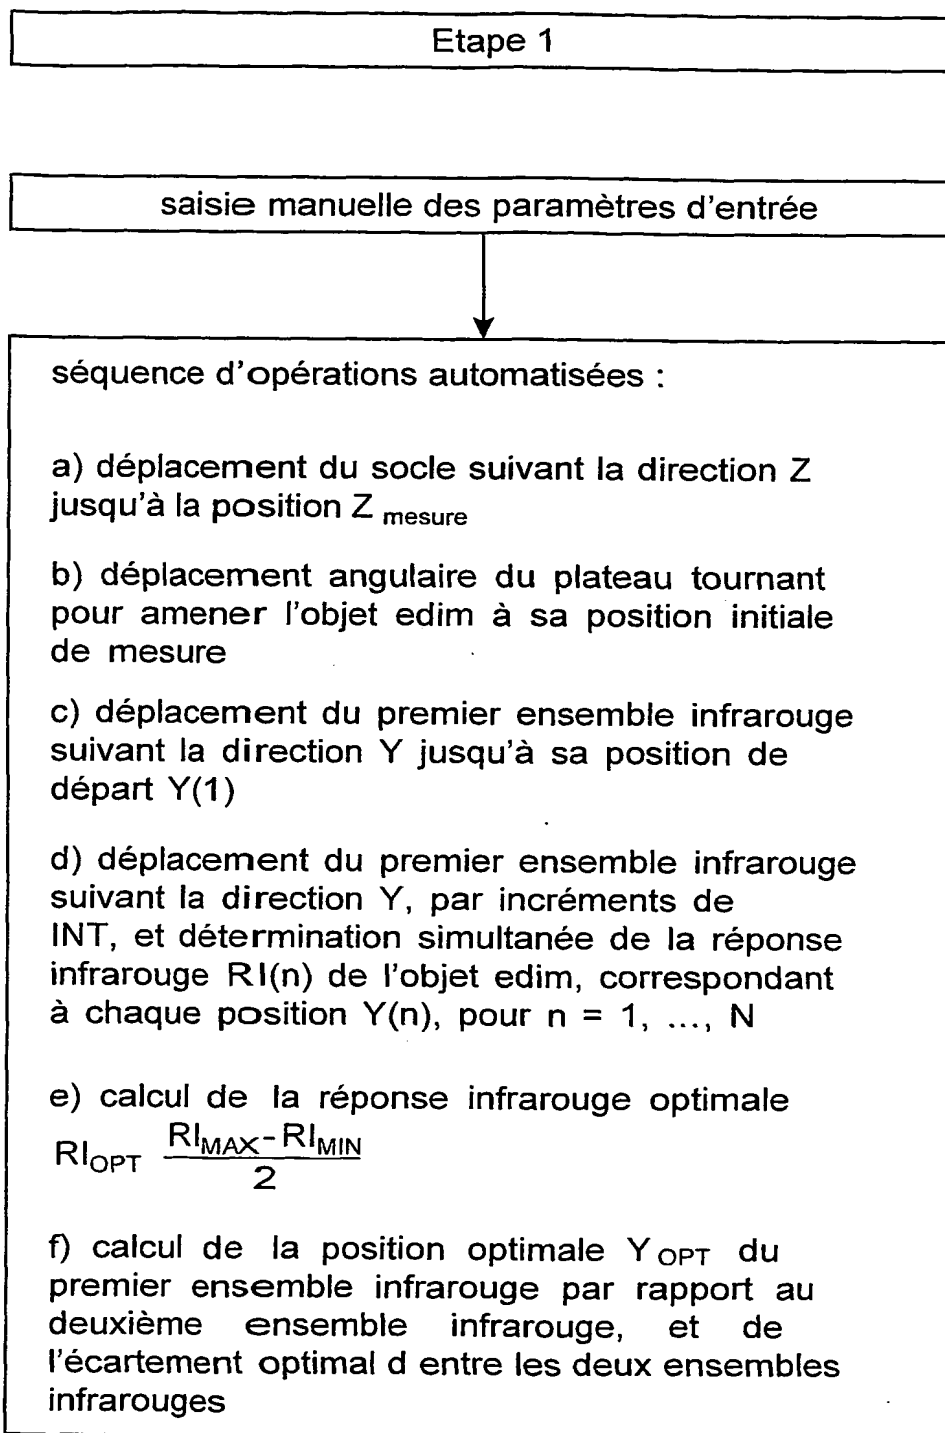 Etape 1
saisie manuelle des paramètres d'entrée
séquence d'opérations automatisées :
a) déplacement du socle suivant la direction Z
jusqu'à la position Z mesure
b) déplacement angulaire du plateau tournant
pour amener l'objet edim à sa position initiale
de mesure
c) déplacement du premier ensemble infrarouge
suivant la direction Y jusqu'à sa position de
départ Y(1)
d) déplacement du premier ensemble infrarouge
suivant la direction Y, par incréments de
INT, et détermination simultanée de la réponse
infrarouge RI(n) de l'objet edim, correspondant
à chaque position Y(n), pour n = 1, ..., N
e) calcul de la réponse infrarouge optimale
RI_OPT (RI_MAX - RI_MIN)/2
f) calcul de la position optimale Y_OPT du
premier ensemble infrarouge par rapport au
deuxième ensemble infrarouge, et de
l'écartement optimal d entre les deux ensembles
infrarouges